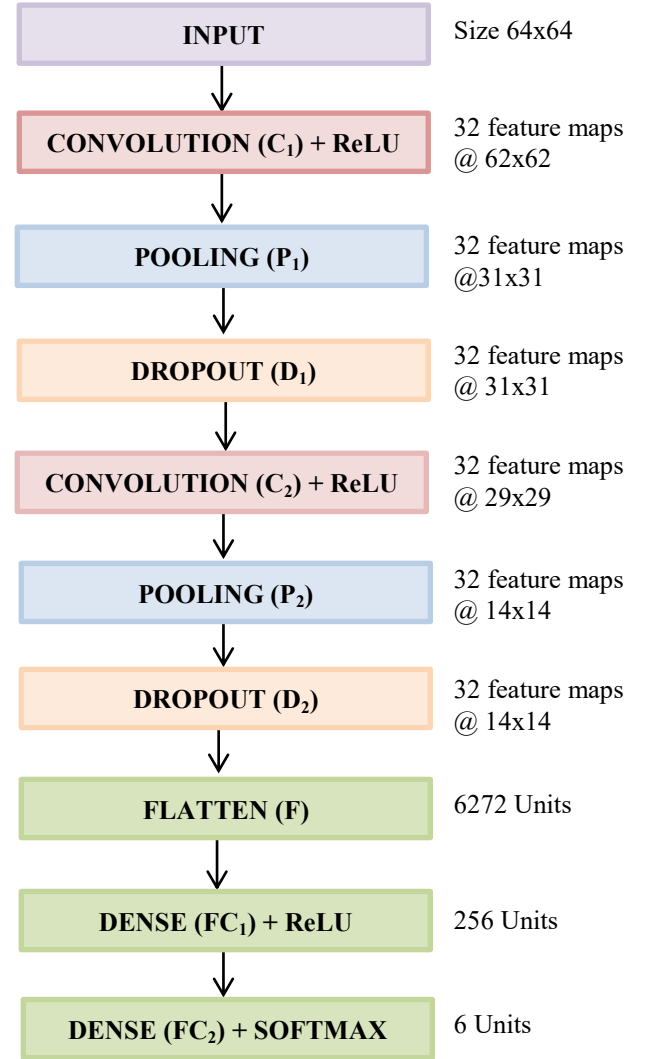 INPUT
Size 64x64
CONVOLUTION (C₁) + ReLU
32 feature maps
@ 62x62
POOLING (P₁)
32 feature maps
@31x31
DROPOUT (D₁)
32 feature maps
@ 31x31
CONVOLUTION (C₂) + ReLU
32 feature maps
@ 29x29
POOLING (P₂)
32 feature maps
@ 14x14
DROPOUT (D₂)
32 feature maps
@ 14x14
FLATTEN (F)
6272 Units
DENSE (FC₁) + ReLU
256 Units
DENSE (FC₂) + SOFTMAX
6 Units